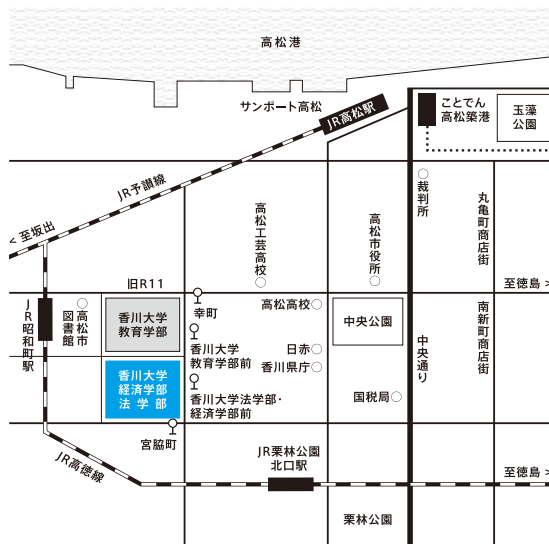 高松港
サンポート高松
JR高松駅
ことでん
高松築港
玉藻
公園
JR予讃線
< 至坂出
裁判所
丸亀町商店街
高松工芸高校
高松市役所
旧R11
至徳島 >
JR昭和町駅
高松市
図書館
香川大学
教育学部
幸町
高松高校
中央公園
中央通り
南新町商店街
香川大学
教育学部前
日赤
香川県庁
香川大学
経済学部
法学部
香川大学法学部・
経済学部前
国税局
宮脇町
JR高徳線
JR栗林公園
北口駅
至徳島 >
栗林公園